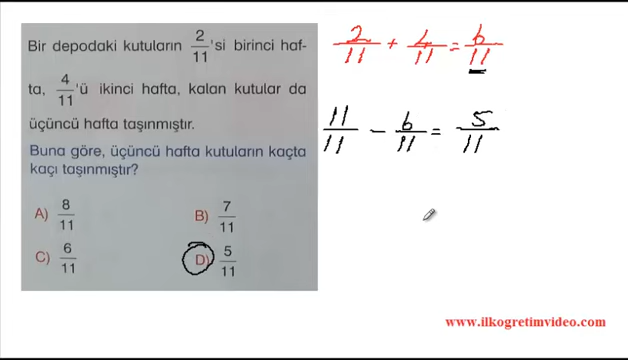 Bir depodaki kutuların 2/11'si birinci haf-
ta, 4/11'ü ikinci hafta, kalan kutular da
üçüncü hafta taşınmıştır.
Buna göre, üçüncü hafta kutuların kaçta
kaçı taşınmıştır?
A) 8/11 B) 7/11
C) 6/11 D) 5/11
2/11 + 4/11 = 6/11
11/11 - 6/11 = 5/11
www.ilkogretimvideo.com